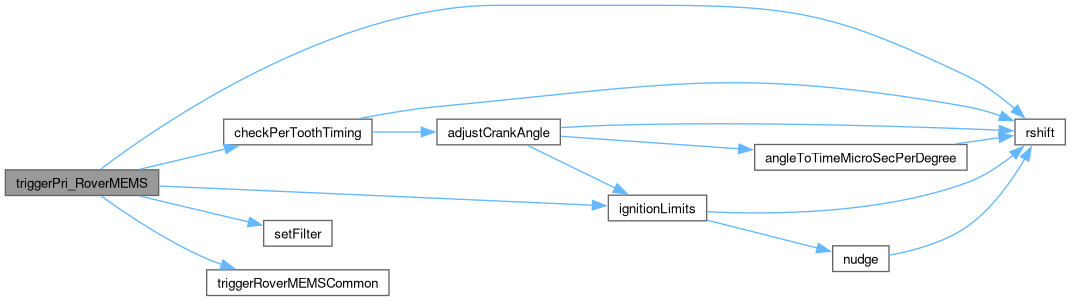 triggerPri_RoverMEMS
checkPerToothTiming
setFilter
triggerRoverMEMSCommon
adjustCrankAngle
ignitionLimits
angleToTimeMicroSecPerDegree
nudge
rshift